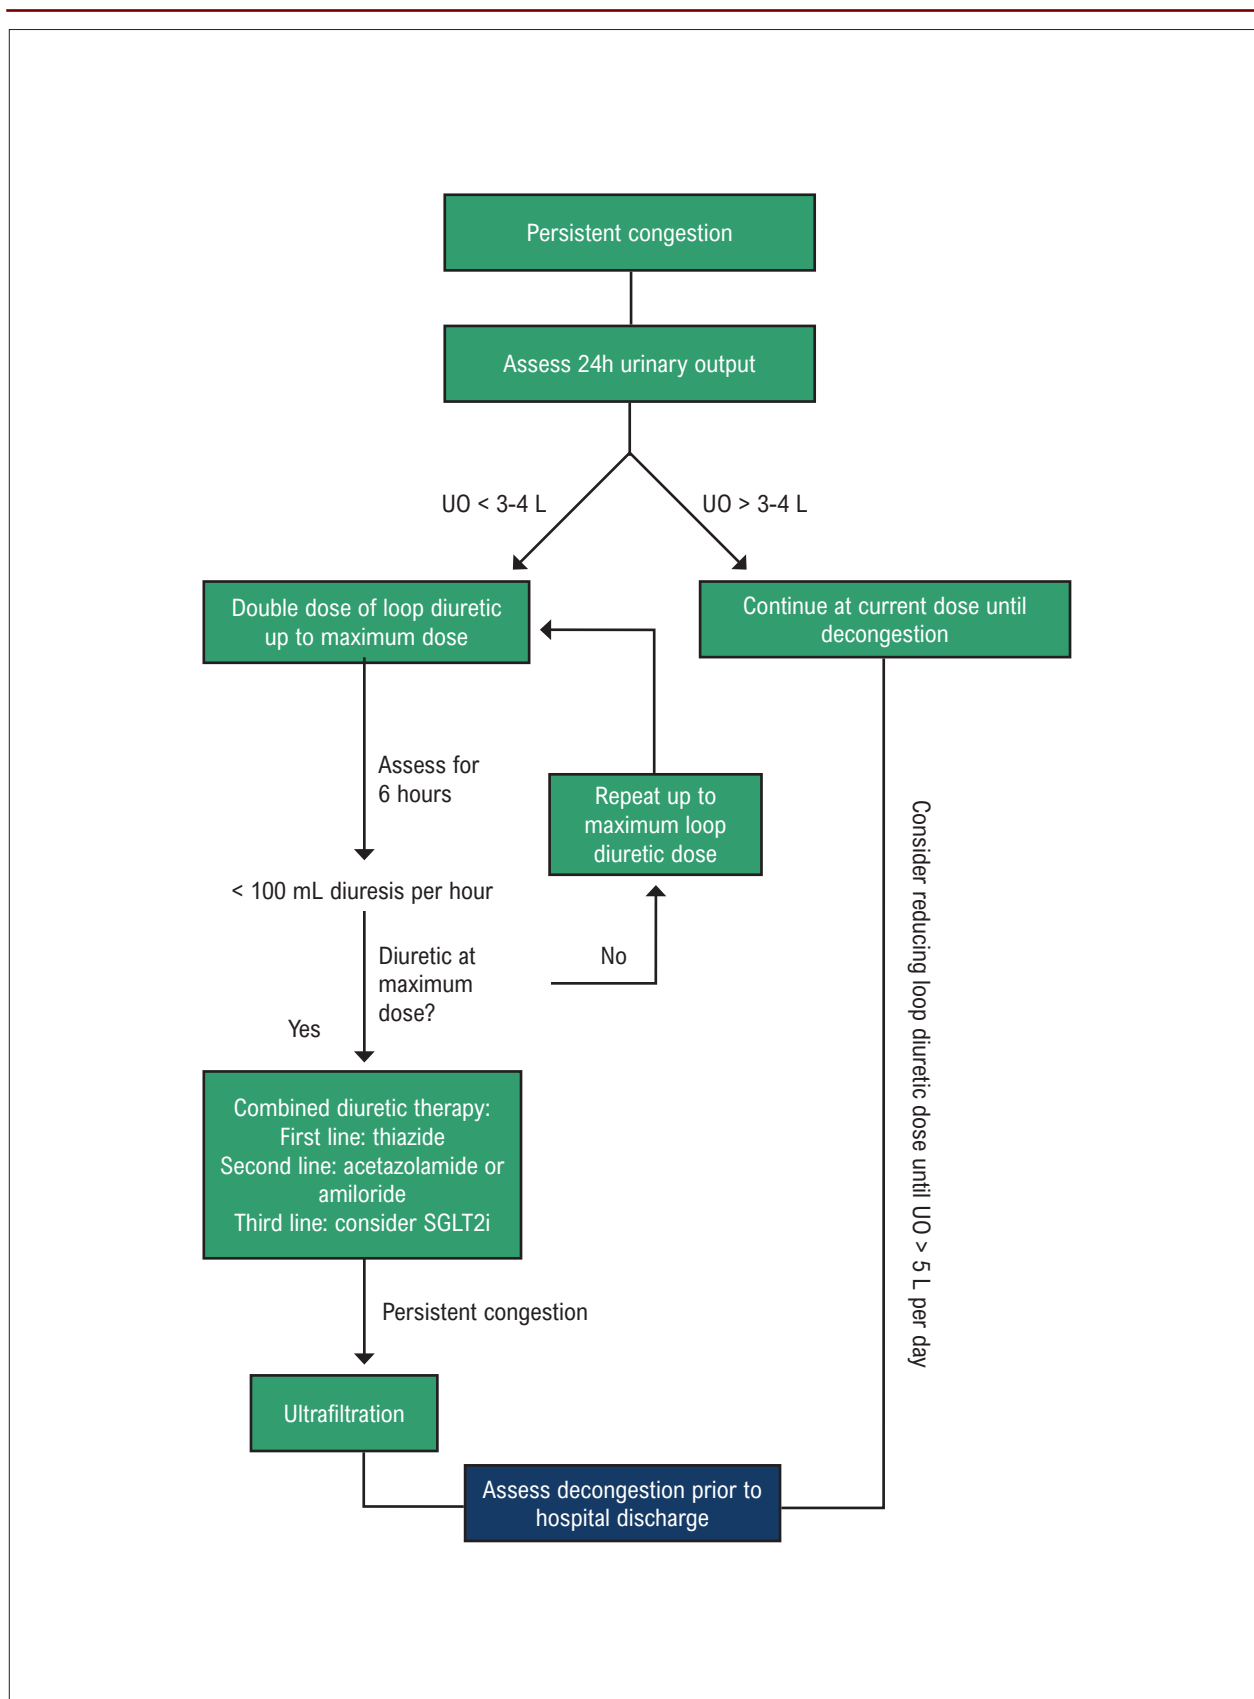 Persistent congestion
Assess 24h urinary output
UO < 3-4 L
UO > 3-4 L
Double dose of loop diuretic
up to maximum dose
Continue at current dose until
decongestion
Assess for
6 hours
Repeat up to
maximum loop
diuretic dose
< 100 mL diuresis per hour
Diuretic at
maximum
dose?
No
Yes
Consider reducing loop diuretic dose until UO > 5 L per day
Combined diuretic therapy:
First line: thiazide
Second line: acetazolamide or
amiloride
Third line: consider SGLT2i
Persistent congestion
Ultrafiltration
Assess decongestion prior to
hospital discharge